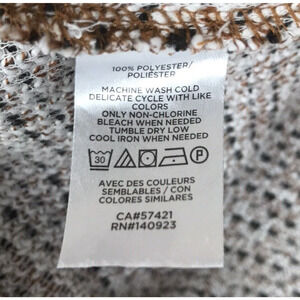 100% POLYESTER/
POLIÉSTER
MACHINE WASH COLD
DELICATE CYCLE WITH LIKE
COLORS
ONLY NON-CHLORINE
BLEACH WHEN NEEDED
TUMBLE DRY LOW
COOL IRON WHEN NEEDED
30 P
AVEC DES COULEURS
SEMBLABLES / CON
COLORES SIMILARES
CA#57421
RN#140923